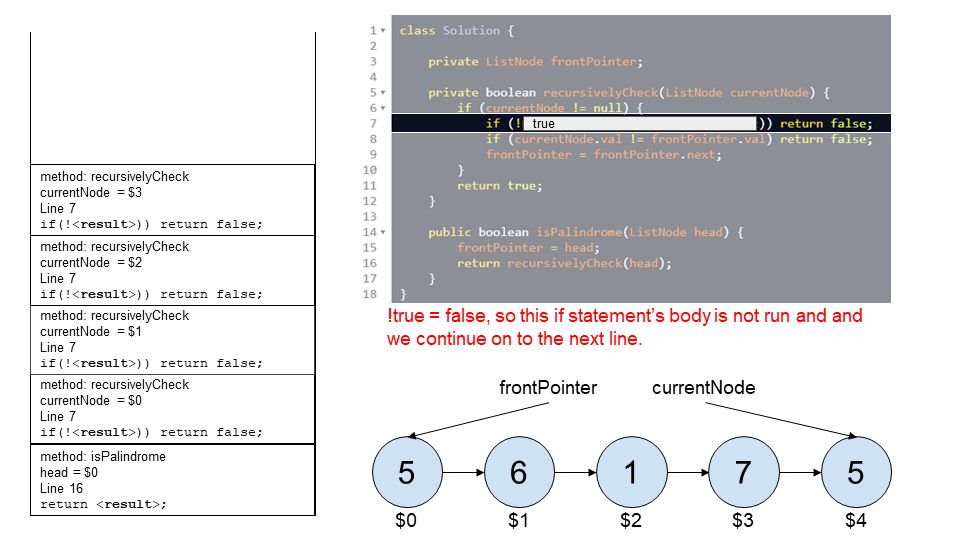 method: recursivelyCheck
currentNode = $3
Line 7
if(!<result>)) return false;
method: recursivelyCheck
currentNode = $2
Line 7
if(!<result>)) return false;
method: recursivelyCheck
currentNode = $1
Line 7
if(!<result>)) return false;
method: recursivelyCheck
currentNode = $0
Line 7
if(!<result>)) return false;
method: isPalindrome
head = $0
Line 16
return <result>;
1 class Solution {
2
3 private ListNode frontPointer;
4
5 private boolean recursivelyCheck(ListNode currentNode) {
6 if (currentNode != null) {
7 if (! true )) return false;
8 if (currentNode.val != frontPointer.val) return false;
9 frontPointer = frontPointer.next;
10 }
11 return true;
12 }
13
14 public boolean isPalindrome(ListNode head) {
15 frontPointer = head;
16 return recursivelyCheck(head);
17 }
18 }
!true = false, so this if statement's body is not run and and
we continue on to the next line.
frontPointer currentNode
5 6 1 7 5
$0 $1 $2 $3 $4